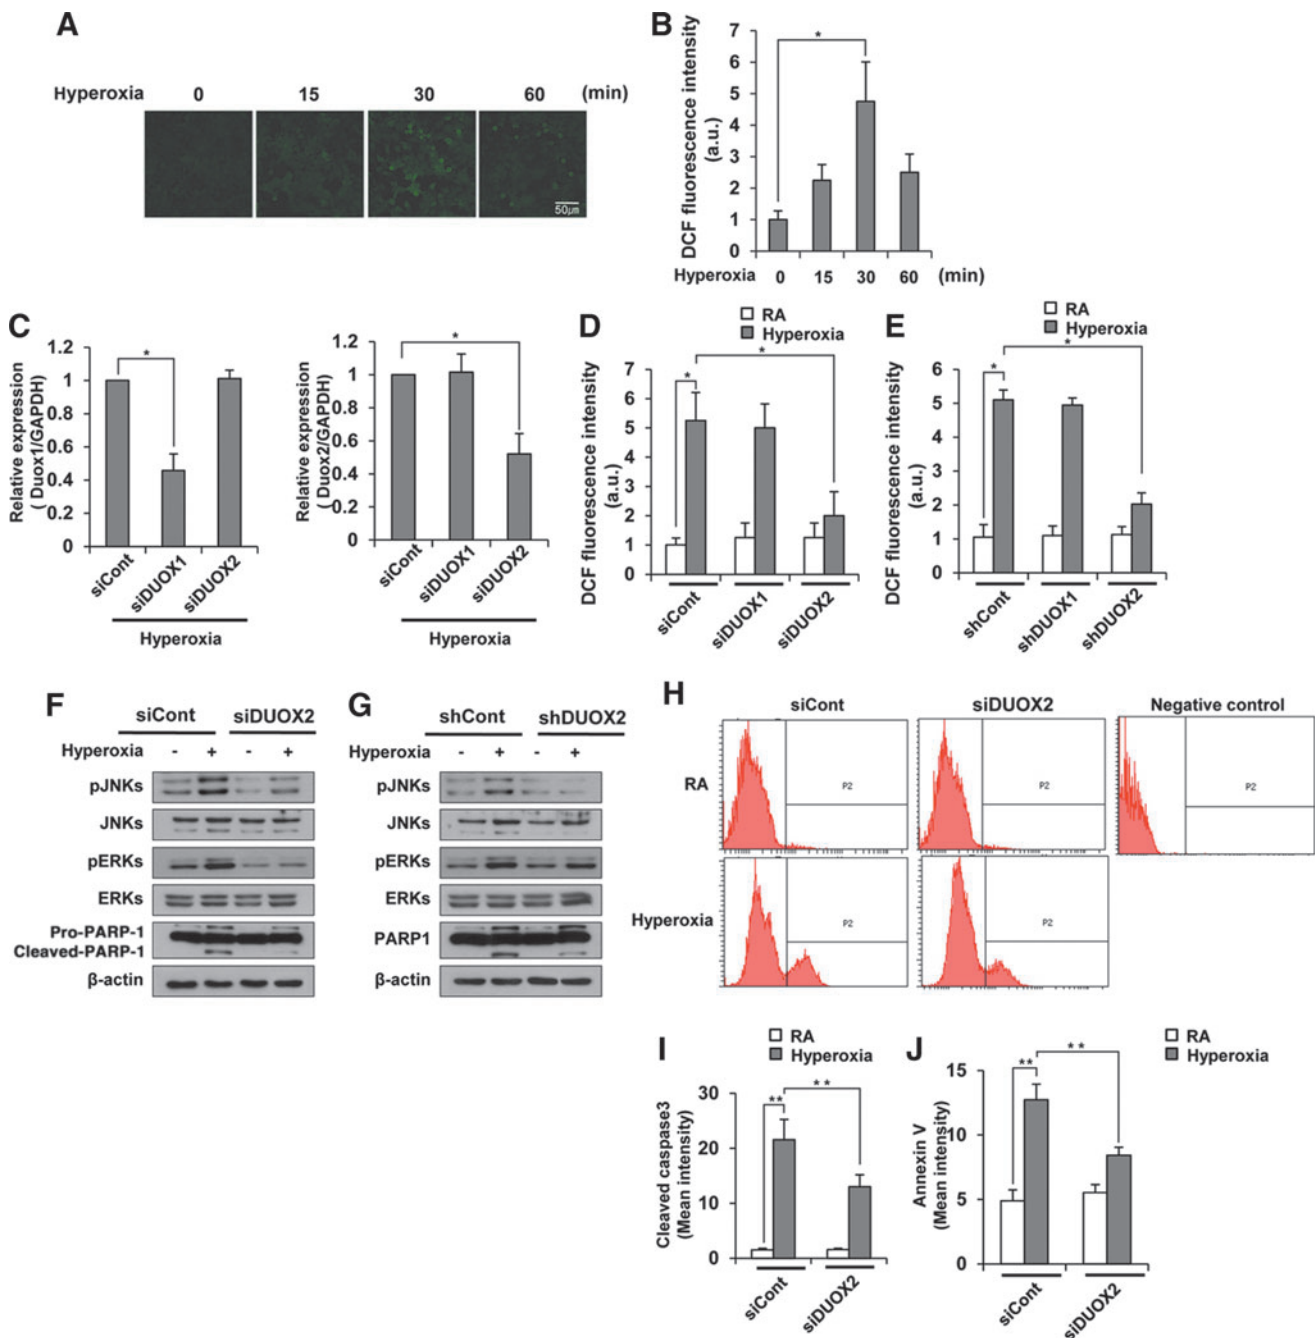 A
Hyperoxia 0 15 30 60 (min)
50μm
B
DCF fluorescence intensity
(a.u.)
7
6
5
4
3
2
1
0
*
Hyperoxia 0 15 30 60 (min)
C
Relative expression
( Duox1/GAPDH)
1.2
1
0.8
0.6
0.4
0.2
0
*
siCont siDUOX1 siDUOX2
Hyperoxia
Relative expression
( Duox2/GAPDH)
1.2
1
0.8
0.6
0.4
0.2
0
*
siCont siDUOX1 siDUOX2
Hyperoxia
D
RA
Hyperoxia
DCF fluorescence intensity
(a.u.)
8
7
6
5
4
3
2
1
0
* *
siCont siDUOX1 siDUOX2
E
RA
Hyperoxia
DCF fluorescence intensity
(a.u.)
6
5
4
3
2
1
0
* *
shCont shDUOX1 shDUOX2
F
siCont siDUOX2
Hyperoxia - + - +
pJNKs
JNKs
pERKs
ERKs
Pro-PARP-1
Cleaved-PARP-1
β-actin
G
shCont shDUOX2
Hyperoxia - + - +
pJNKs
JNKs
pERKs
ERKs
PARP1
β-actin
H
siCont siDUOX2 Negative control
RA P2 P2 P2
Hyperoxia P2 P2
I
RA
Hyperoxia
Cleaved caspase3
(Mean intensity)
30
20
10
0
** * *
siCont siDUOX2
J
RA
Hyperoxia
Annexin V
(Mean intensity)
15
10
5
0
** * *
siCont siDUOX2